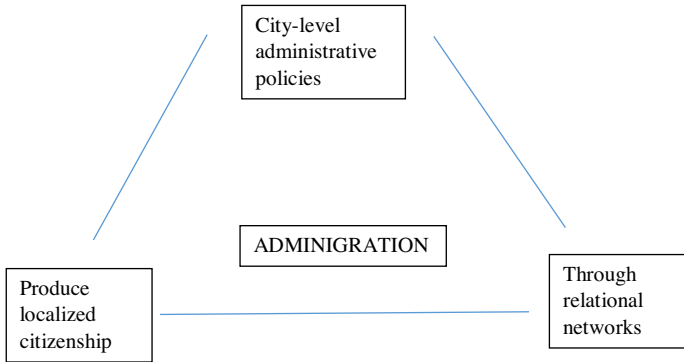 City-level
administrative
policies
ADMINIGRATION
Produce
localized
citizenship
Through
relational
networks